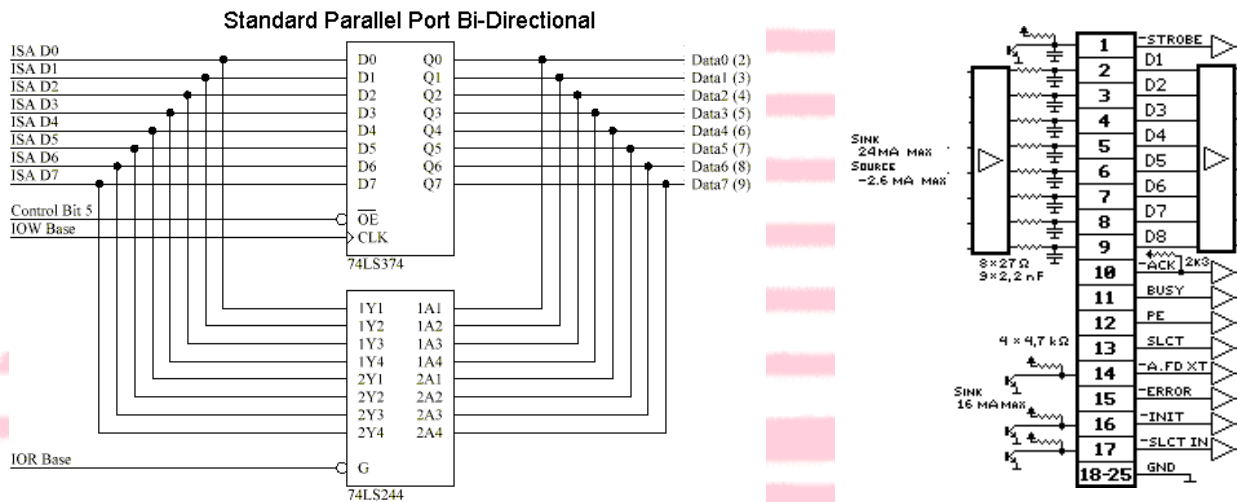 Standard Parallel Port Bi-Directional
ISA D0
ISA D1
ISA D2
ISA D3
ISA D4
ISA D5
ISA D6
ISA D7
Control Bit 5
IOW Base
D0 Q0
D1 Q1
D2 Q2
D3 Q3
D4 Q4
D5 Q5
D6 Q6
D7 Q7
OE
CLK
74LS374
Data0 (2)
Data1 (3)
Data2 (4)
Data3 (5)
Data4 (6)
Data5 (7)
Data6 (8)
Data7 (9)
1Y1 1A1
1Y2 1A2
1Y3 1A3
1Y4 1A4
2Y1 2A1
2Y2 2A2
2Y3 2A3
2Y4 2A4
IOR Base
G
74LS244
SINK
24MA MAX
SOURCE
-2.6 MA MAX
8×27Ω
9×2,2 nF
4 × 4,7 kΩ
SINK
16 MA MAX
1 -STROBE
2 D1
3 D2
4 D3
5 D4
6 D5
7 D6
8 D7
9 D8
2K3
10 -ACK
11 BUSY
12 PE
13 SLCT
14 -A.FD XT
15 -ERROR
16 -INIT
17 -SLCT IN
18-25 GND